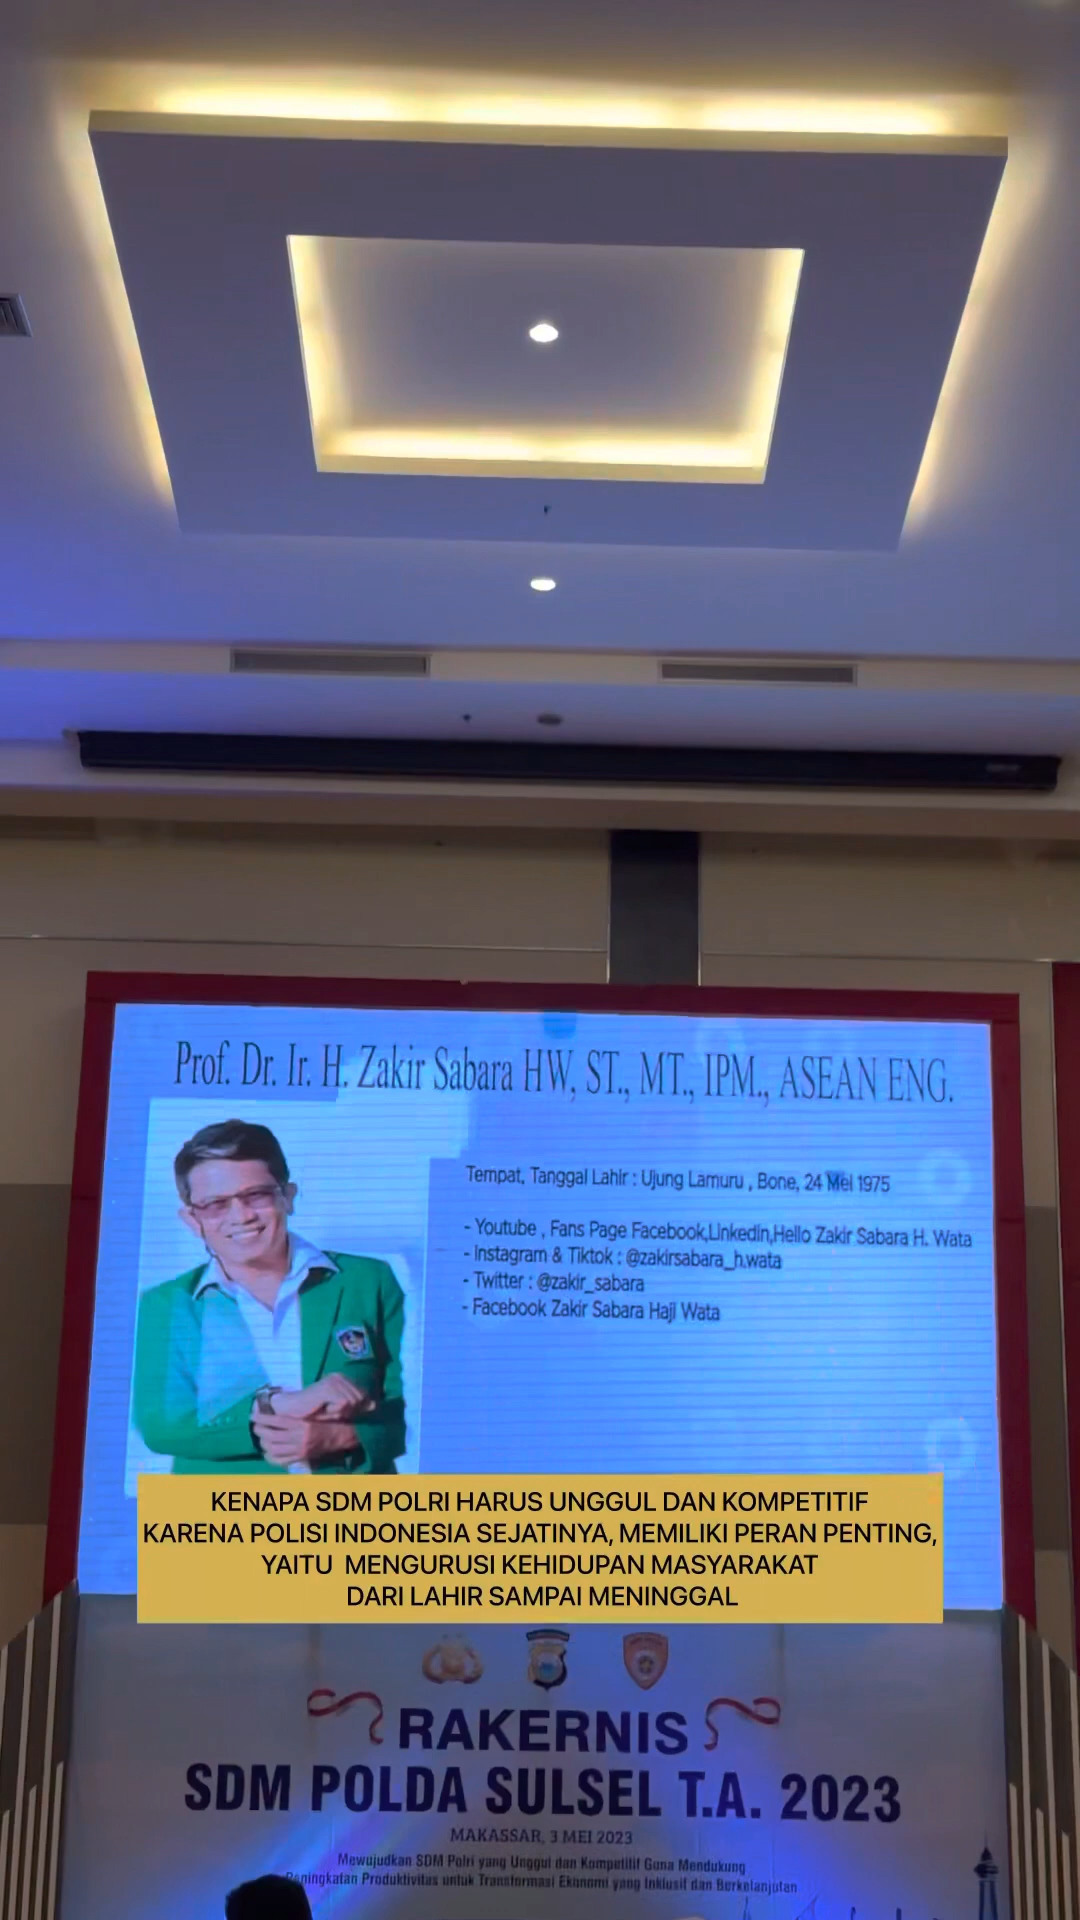 Prof. Dr. Ir. H. Zakir Sabara HW, ST., MT., IPM., ASEAN ENG.
Tempat, Tanggal Lahir : Ujung Lamuru , Bone, 24 Mei 1975
- Youtube , Fans Page Facebook,Linkedin,Hello Zakir Sabara H. Wata
- Instagram & Tiktok : @zakirsabara_h.wata
- Twitter : @zakir_sabara
- Facebook Zakir Sabara Haji Wata
KENAPA SDM POLRI HARUS UNGGUL DAN KOMPETITIF
KARENA POLISI INDONESIA SEJATINYA, MEMILIKI PERAN PENTING,
YAITU MENGURUSI KEHIDUPAN MASYARAKAT
DARI LAHIR SAMPAI MENINGGAL
RAKERNIS
SDM POLDA SULSEL T.A. 2023
MAKASSAR, 3 MEI 2023
Mewujudkan SDM Polri yang Unggul dan Kompetitif Guna Mendukung
Peningkatan Produktivitas untuk Transformasi Ekonomi yang Inklusif dan Berkelanjutan